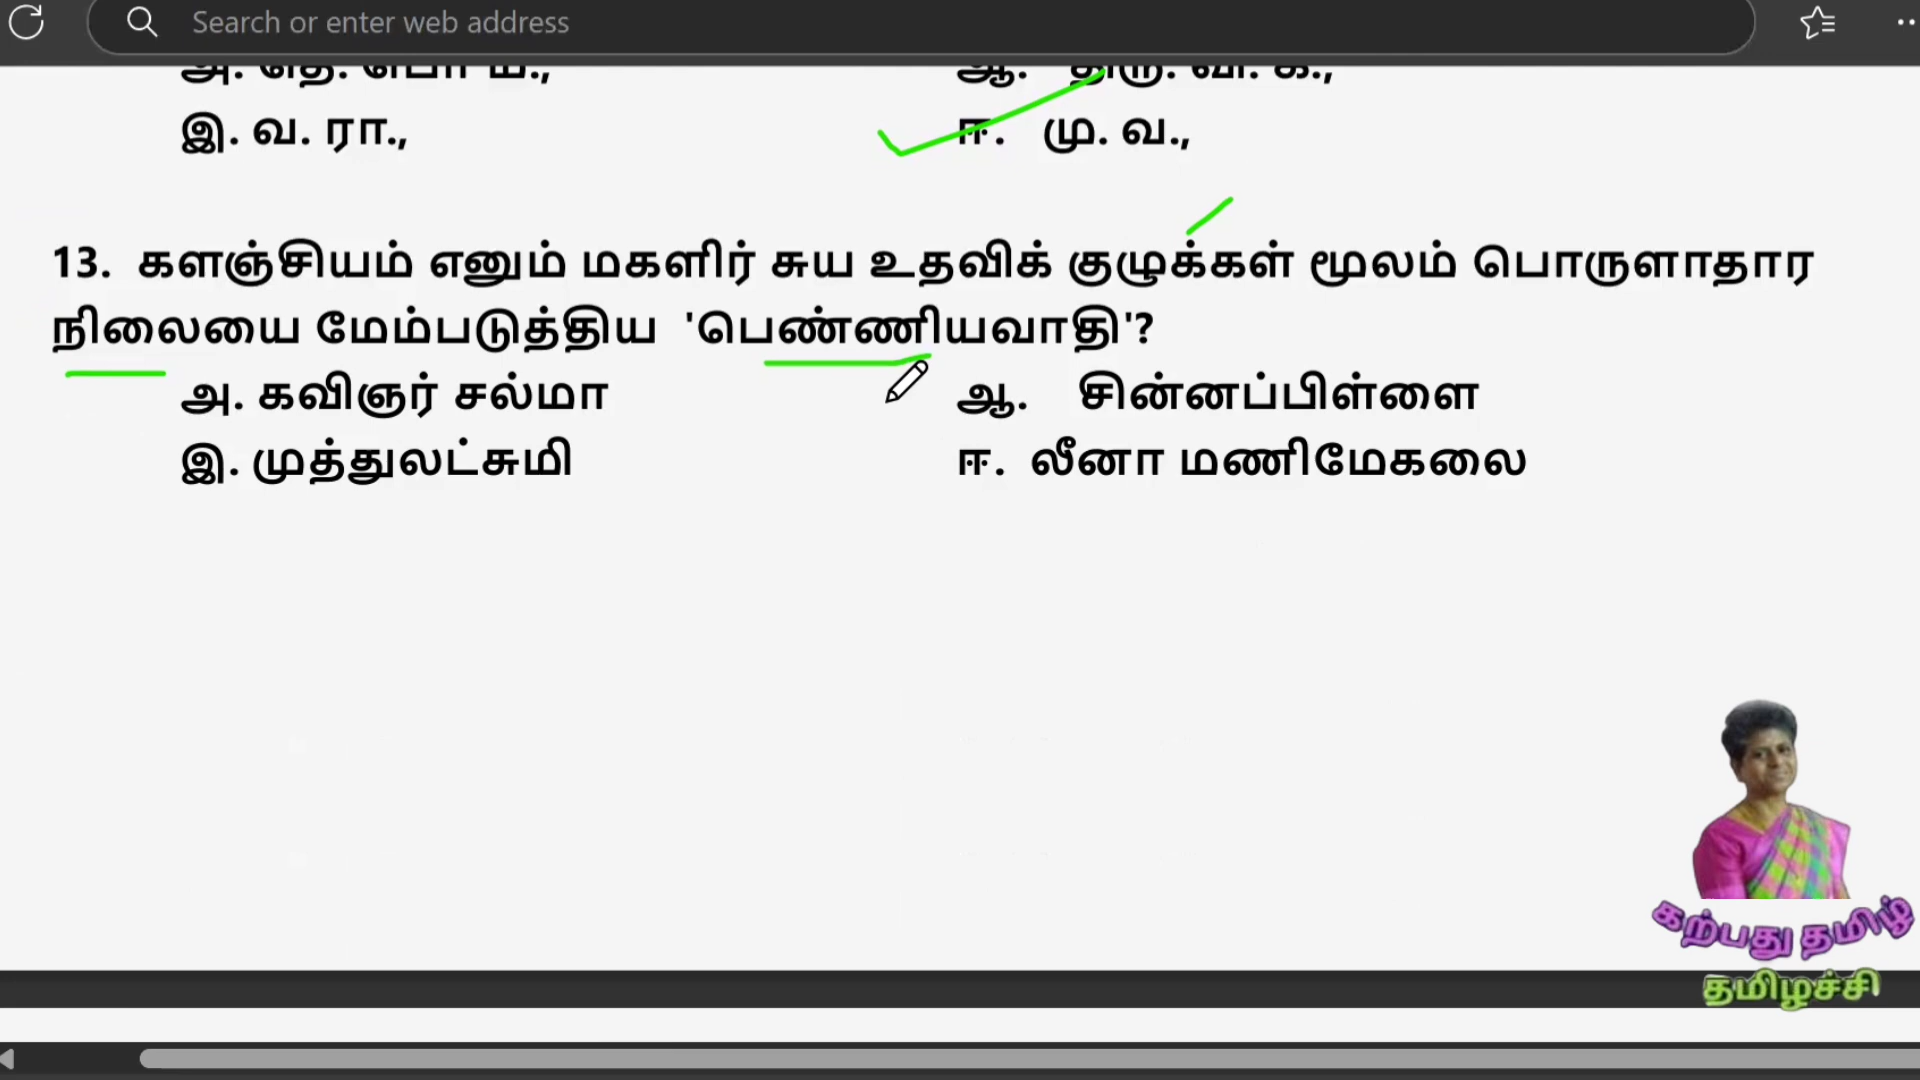 Search or enter web address
அ. தெ. பொ ம., ஆ. திரு. வி. க.,
இ. வ. ரா., ஈ. மு. வ.,
13. களஞ்சியம் எனும் மகளிர் சுய உதவிக் குழுக்கள் மூலம் பொருளாதார
நிலையை மேம்படுத்திய 'பெண்ணியவாதி'?
அ. கவிஞர் சல்மா ஆ. சின்னப்பிள்ளை
இ. முத்துலட்சுமி ஈ. லீனா மணிமேகலை
கற்பது தமிழ்
தமிழச்சி